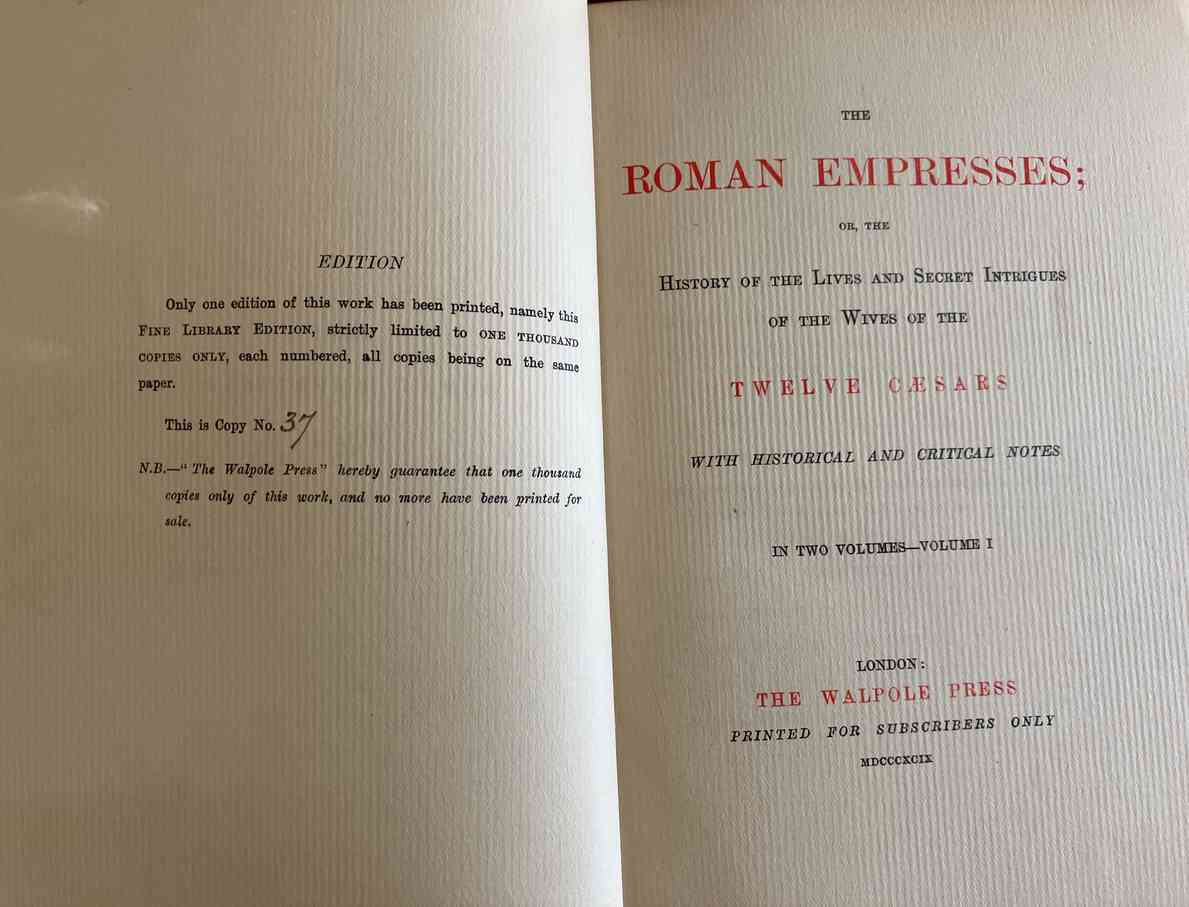 EDITION
Only one edition of this work has been printed, namely this
FINE LIBRARY EDITION, strictly limited to ONE THOUSAND
COPIES ONLY, each numbered, all copies being on the same
paper.
This is Copy No. 37
N.B.—“The Walpole Press” hereby guarantee that one thousand
copies only of this work, and no more have been printed for
sale.
THE
ROMAN EMPRESSES;
OR, THE
HISTORY OF THE LIVES AND SECRET INTRIGUES
OF THE WIVES OF THE
TWELVE CÆSARS
WITH HISTORICAL AND CRITICAL NOTES
IN TWO VOLUMES—VOLUME I
LONDON:
THE WALPOLE PRESS
PRINTED FOR SUBSCRIBERS ONLY
MDCCCXCIX